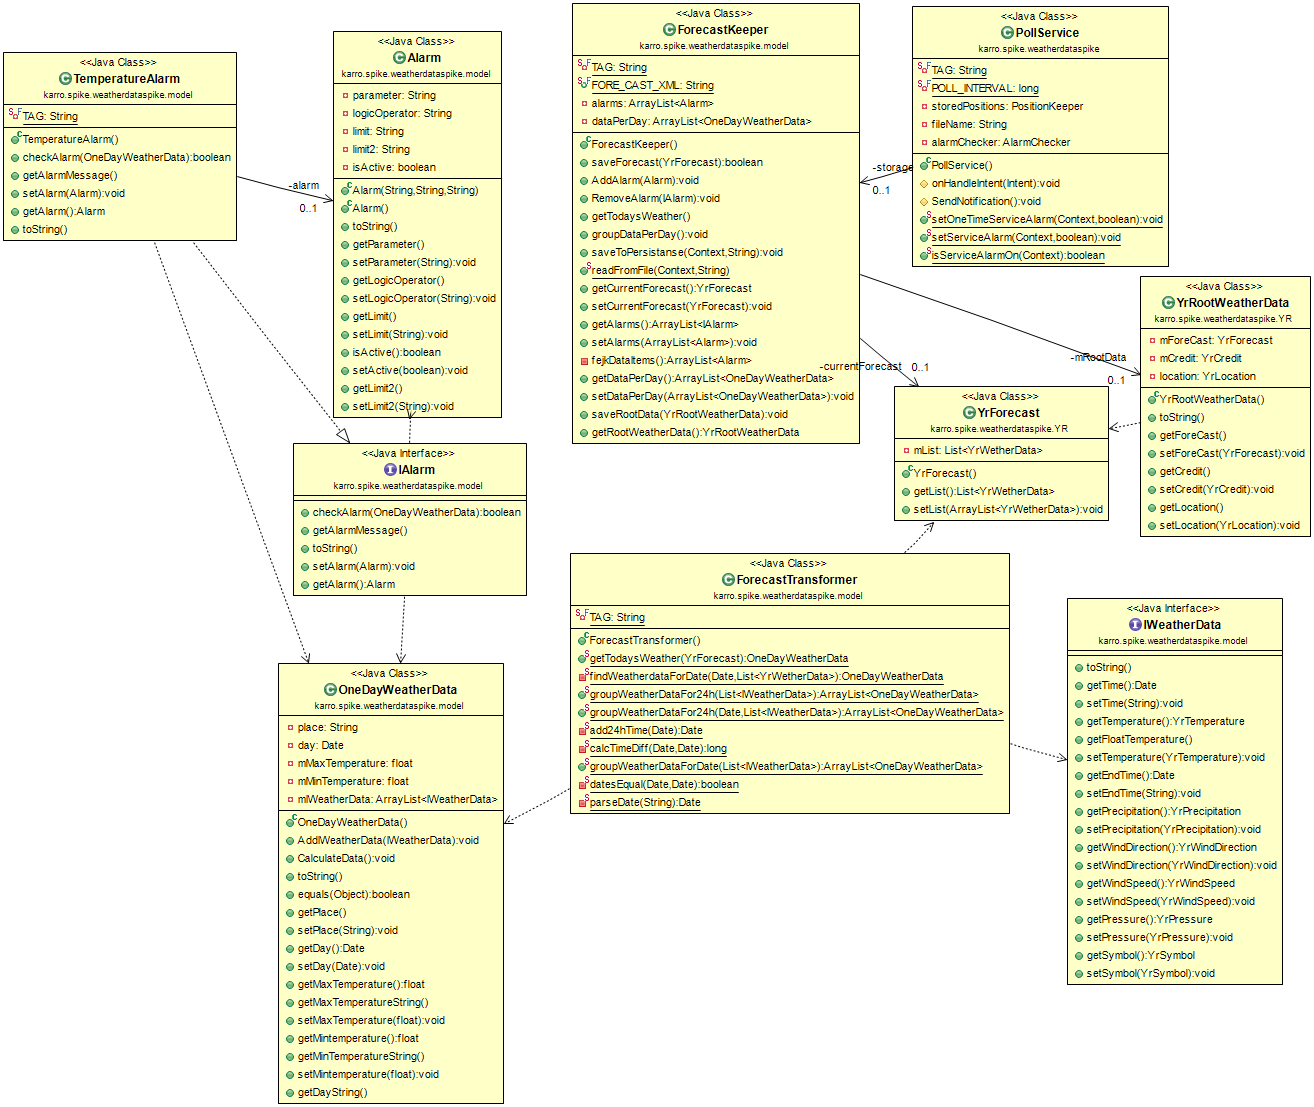 <<Java Class>>
TemperatureAlarm
karro.spike.weatherdataspike.model
TAG: String
TemperatureAlarm()
checkAlarm(OneDayWeatherData):boolean
getAlarmMessage()
setAlarm(Alarm):void
getAlarm():Alarm
toString()
-alarm
0..1
<<Java Class>>
Alarm
karro.spike.weatherdataspike.model
parameter: String
logicOperator: String
limit: String
limit2: String
isActive: boolean
Alarm(String,String,String)
Alarm()
toString()
getParameter()
setParameter(String):void
getLogicOperator()
setLogicOperator(String):void
getLimit()
setLimit(String):void
isActive():boolean
setActive(boolean):void
getLimit2()
setLimit2(String):void
<<Java Class>>
ForecastKeeper
karro.spike.weatherdataspike.model
TAG: String
FORE_CAST_XML: String
alarms: ArrayList<Alarm>
dataPerDay: ArrayList<OneDayWeatherData>
ForecastKeeper()
saveForecast(YrForecast):boolean
AddAlarm(Alarm):void
RemoveAlarm(IAlarm):void
getTodaysWeather()
groupDataPerDay():void
saveToPersistanse(Context,String):void
readFromFile(Context,String)
getCurrentForecast():YrForecast
setCurrentForecast(YrForecast):void
getAlarms():ArrayList<IAlarm>
setAlarms(ArrayList<Alarm>):void
fejkDataItems():ArrayList<Alarm>
getDataPerDay():ArrayList<OneDayWeatherData>
setDataPerDay(ArrayList<OneDayWeatherData>):void
saveRootData(YrRootWeatherData):void
getRootWeatherData():YrRootWeatherData
-storage
0..1
<<Java Class>>
PollService
karro.spike.weatherdataspike
TAG: String
POLL_INTERVAL: long
storedPositions: PositionKeeper
fileName: String
alarmChecker: AlarmChecker
PollService()
onHandleIntent(Intent):void
SendNotification():void
setOneTimeServiceAlarm(Context,boolean):void
setServiceAlarm(Context,boolean):void
isServiceAlarmOn(Context):boolean
-mRootData
0..1
-currentForecast
0..1
<<Java Class>>
YrRootWeatherData
karro.spike.weatherdataspike.YR
mForeCast: YrForecast
mCredit: YrCredit
location: YrLocation
YrRootWeatherData()
toString()
getForeCast()
setForeCast(YrForecast):void
getCredit()
setCredit(YrCredit):void
getLocation()
setLocation(YrLocation):void
<<Java Class>>
YrForecast
karro.spike.weatherdataspike.YR
mList: List<YrWetherData>
YrForecast()
getList():List<YrWetherData>
setList(ArrayList<YrWetherData>):void
<<Java Interface>>
IAlarm
karro.spike.weatherdataspike.model
checkAlarm(OneDayWeatherData):boolean
getAlarmMessage()
toString()
setAlarm(Alarm):void
getAlarm():Alarm
<<Java Class>>
ForecastTransformer
karro.spike.weatherdataspike.model
TAG: String
ForecastTransformer()
getTodaysWeather(YrForecast):OneDayWeatherData
findWeatherdataForDate(Date,List<YrWetherData>):OneDayWeatherData
groupWeatherDataFor24h(List<IWeatherData>):ArrayList<OneDayWeatherData>
groupWeatherDataFor24h(Date,List<IWeatherData>):ArrayList<OneDayWeatherData>
add24hTime(Date):Date
calcTimeDiff(Date,Date):long
groupWeatherDataForDate(List<IWeatherData>):ArrayList<OneDayWeatherData>
datesEqual(Date,Date):boolean
parseDate(String):Date
<<Java Interface>>
IWeatherData
karro.spike.weatherdataspike.model
toString()
getTime():Date
setTime(String):void
getTemperature():YrTemperature
getFloatTemperature()
setTemperature(YrTemperature):void
getEndTime():Date
setEndTime(String):void
getPrecipitation():YrPrecipitation
setPrecipitation(YrPrecipitation):void
getWindDirection():YrWindDirection
setWindDirection(YrWindDirection):void
getWindSpeed():YrWindSpeed
setWindSpeed(YrWindSpeed):void
getPressure():YrPressure
setPressure(YrPressure):void
getSymbol():YrSymbol
setSymbol(YrSymbol):void
<<Java Class>>
OneDayWeatherData
karro.spike.weatherdataspike.model
place: String
day: Date
mMaxTemperature: float
mMinTemperature: float
mIWeatherData: ArrayList<IWeatherData>
OneDayWeatherData()
AddIWeatherData(IWeatherData):void
CalculateData():void
toString()
equals(Object):boolean
getPlace()
setPlace(String):void
getDay():Date
setDay(Date):void
getMaxTemperature():float
getMaxTemperatureString()
setMaxTemperature(float):void
getMintemperature():float
getMinTemperatureString()
setMintemperature(float):void
getDayString()